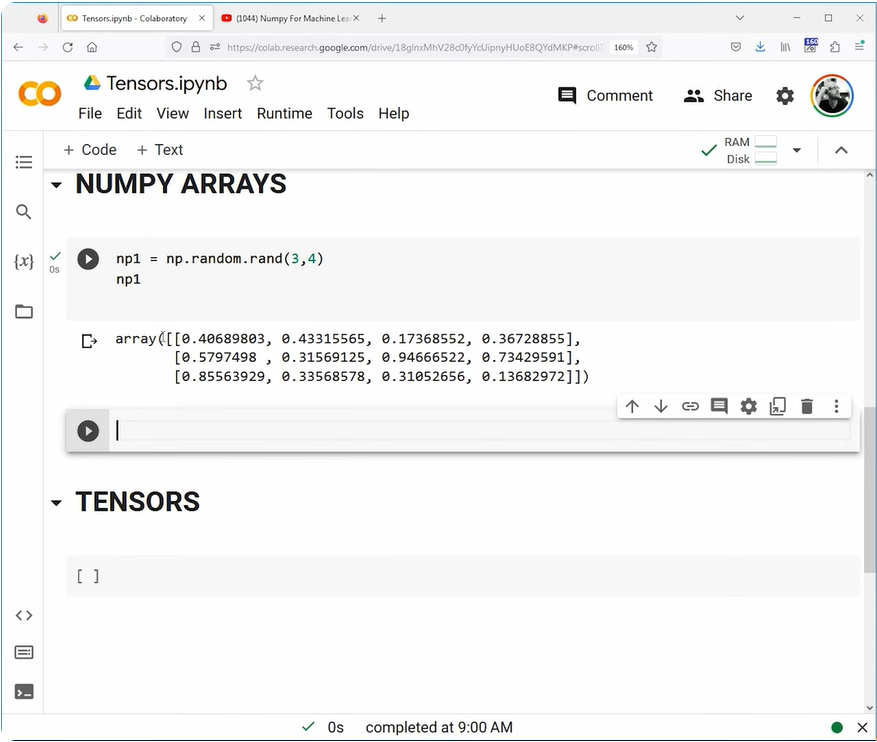 Tensors.ipynb - Colaboratory
(1044) Numpy For Machine Lea
https://colab.research.google.com/drive/18gInxMhV28c0fyYcUipnyHUoE8QYdMKP#scrollT
160%
160
CO
Tensors.ipynb
Comment
Share
File Edit View Insert Runtime Tools Help
+ Code + Text
RAM
Disk
NUMPY ARRAYS
{x}
0s
np1 = np.random.rand(3,4)
np1
array([[0.40689803, 0.43315565, 0.17368552, 0.36728855],
[0.5797498 , 0.31569125, 0.94666522, 0.73429591],
[0.85563929, 0.33568578, 0.31052656, 0.13682972]])
TENSORS
[ ]
0s completed at 9:00 AM